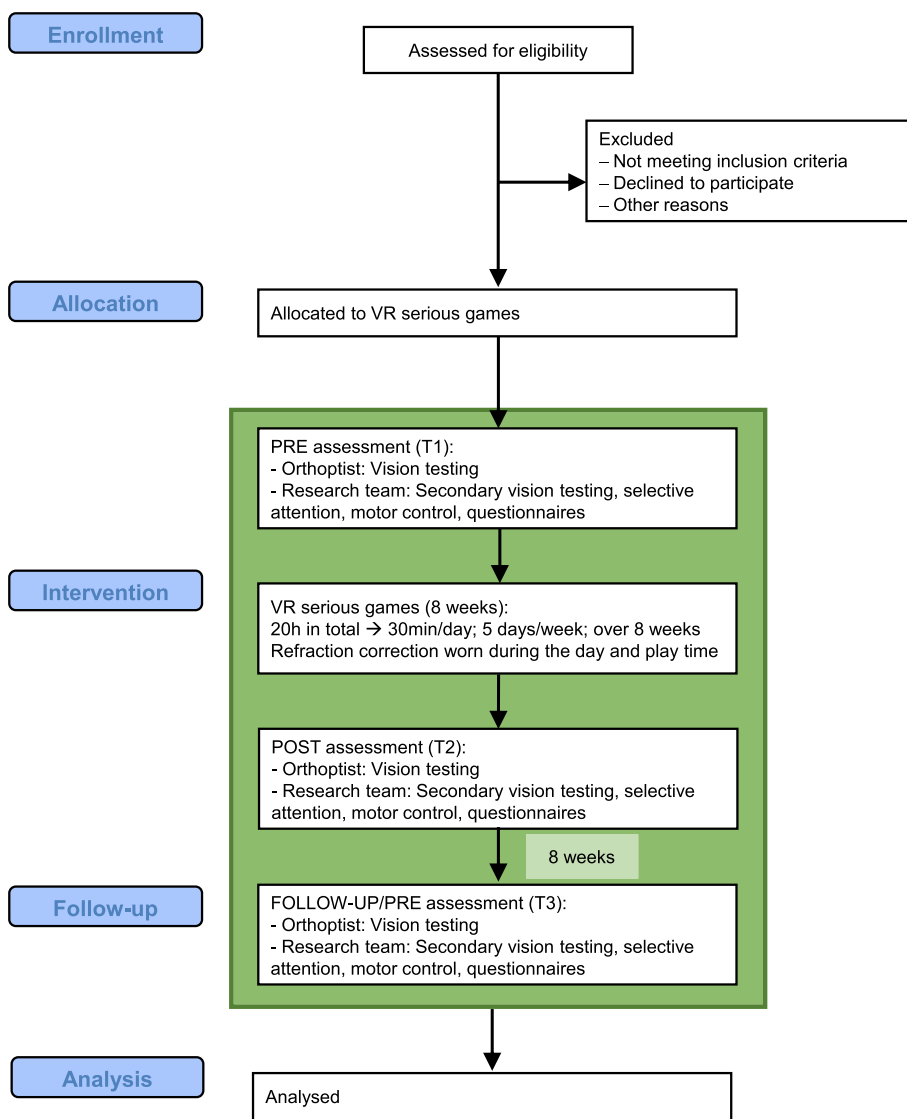 Enrollment
Assessed for eligibility
Excluded
– Not meeting inclusion criteria
– Declined to participate
– Other reasons
Allocation
Allocated to VR serious games
PRE assessment (T1):
- Orthoptist: Vision testing
- Research team: Secondary vision testing, selective
attention, motor control, questionnaires
Intervention
VR serious games (8 weeks):
20h in total → 30min/day; 5 days/week; over 8 weeks
Refraction correction worn during the day and play time
POST assessment (T2):
- Orthoptist: Vision testing
- Research team: Secondary vision testing, selective
attention, motor control, questionnaires
8 weeks
Follow-up
FOLLOW-UP/PRE assessment (T3):
- Orthoptist: Vision testing
- Research team: Secondary vision testing, selective
attention, motor control, questionnaires
Analysis
Analysed